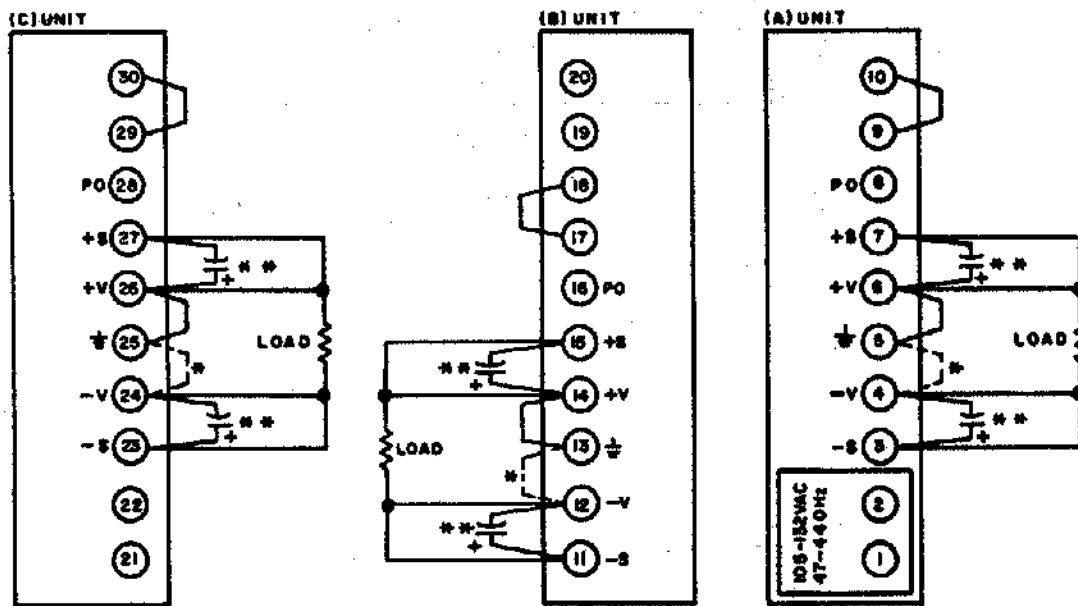 (C) UNIT
30
29
PO 28
+S 27
* *
+V 26
+
25
LOAD
*
-V 24
* *
-S 23
+
22
21
(B) UNIT
20
19
18
17
16 PO
15 +S
* *
+
14 +V
LOAD
13
*
12 -V
* *
+
11 -S
(A) UNIT
10
9
PO 8
+S 7
* *
+V 6
+
5
LOAD
*
-V 4
* *
-S 3
+
105-132VAC
47-440Hz
2
1